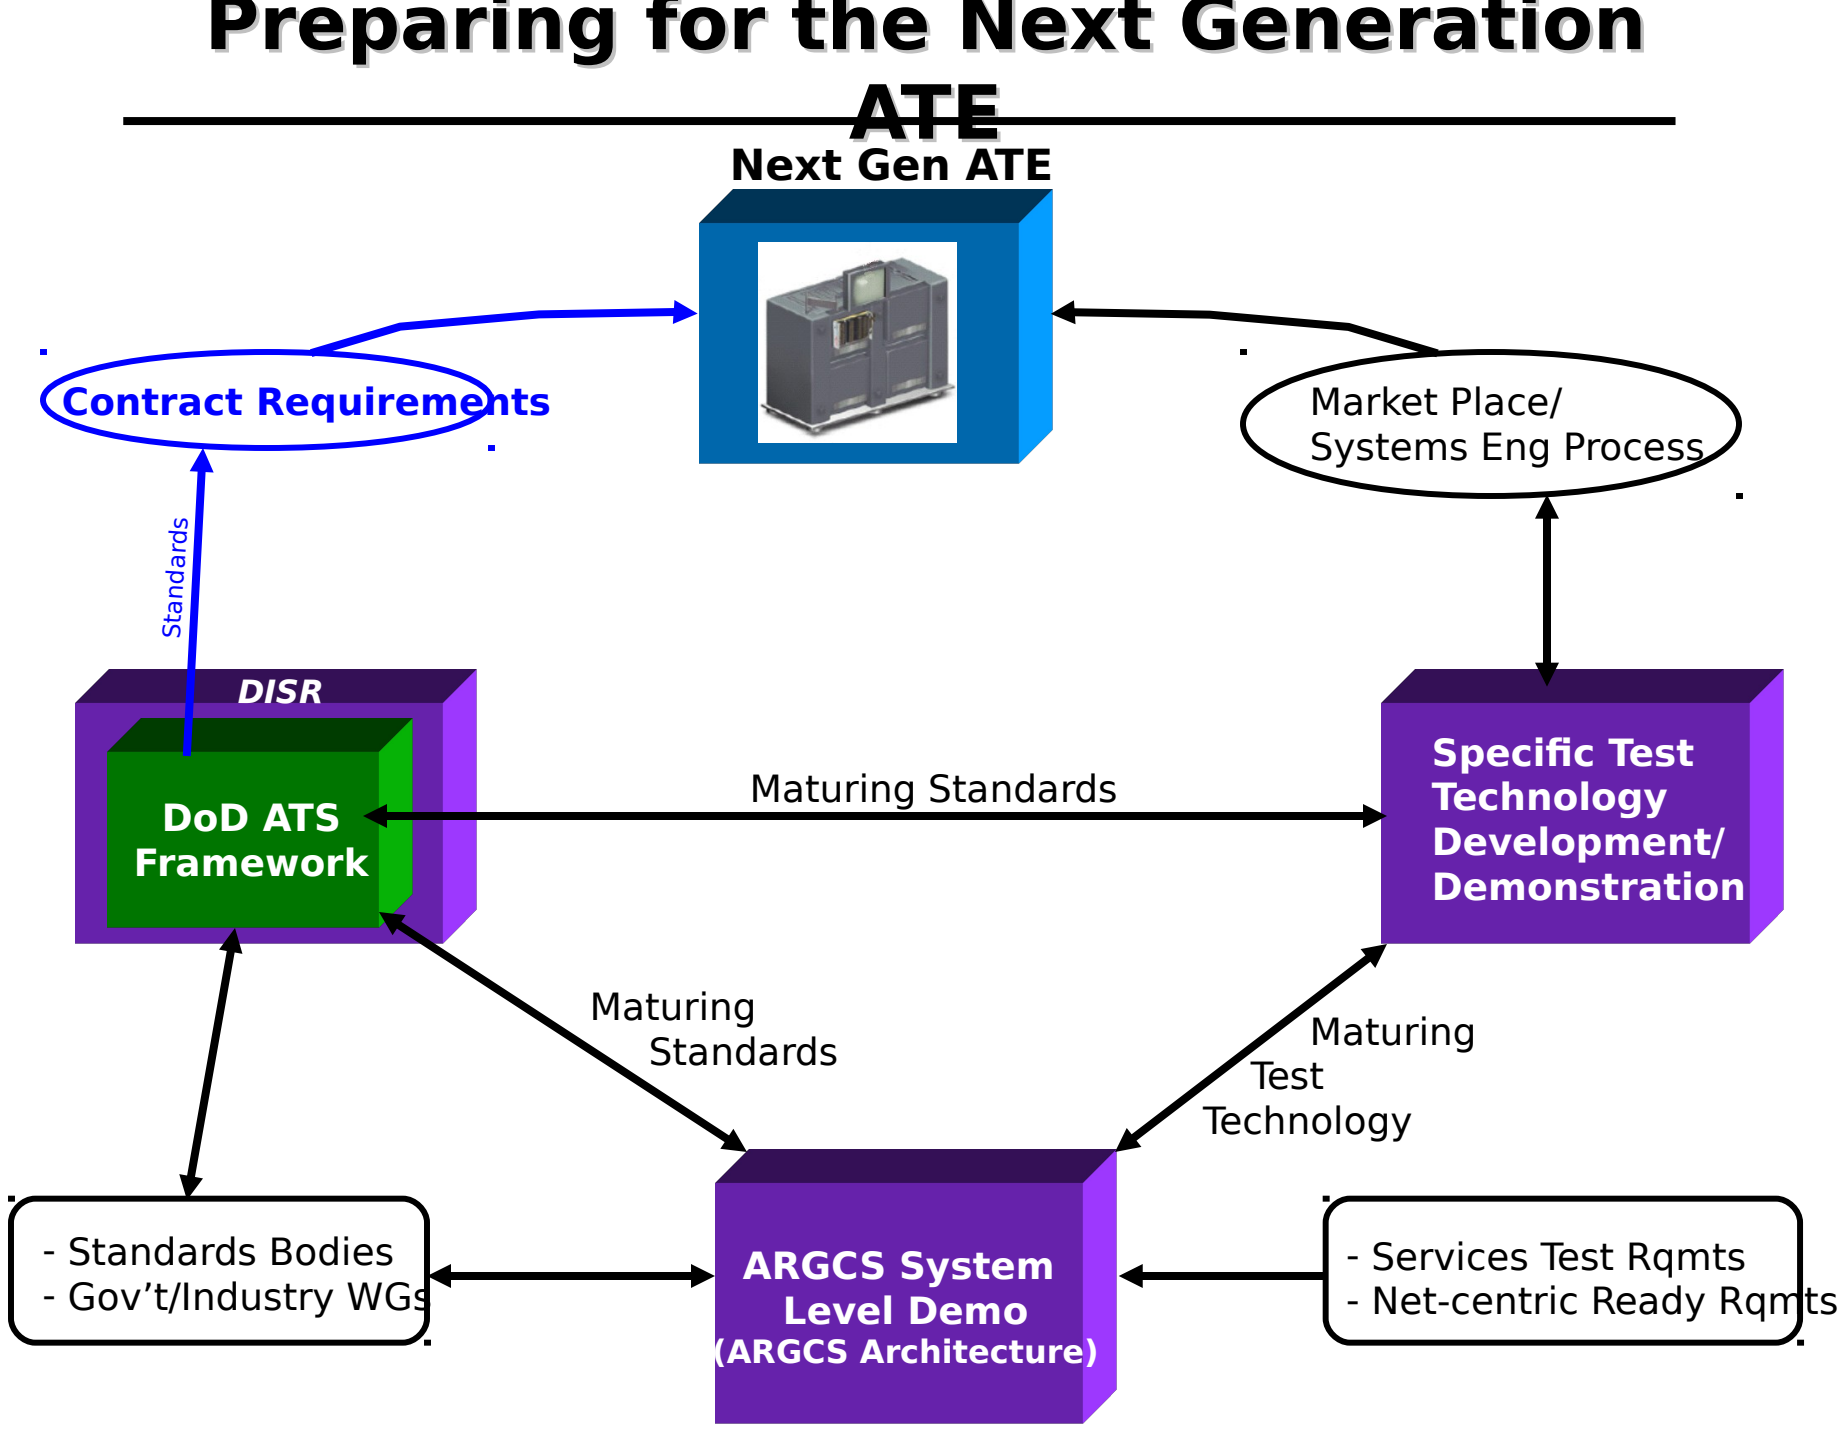 Preparing for the Next Generation
ATE
Next Gen ATE
Contract Requirements
Market Place/
Systems Eng Process
Standards
DISR
DoD ATS
Framework
Maturing Standards
Specific Test
Technology
Development/
Demonstration
Maturing
Standards
Maturing
Test
Technology
- Standards Bodies
- Gov’t/Industry WGs
ARGCS System
Level Demo
(ARGCS Architecture)
- Services Test Rqmts
- Net-centric Ready Rqmts